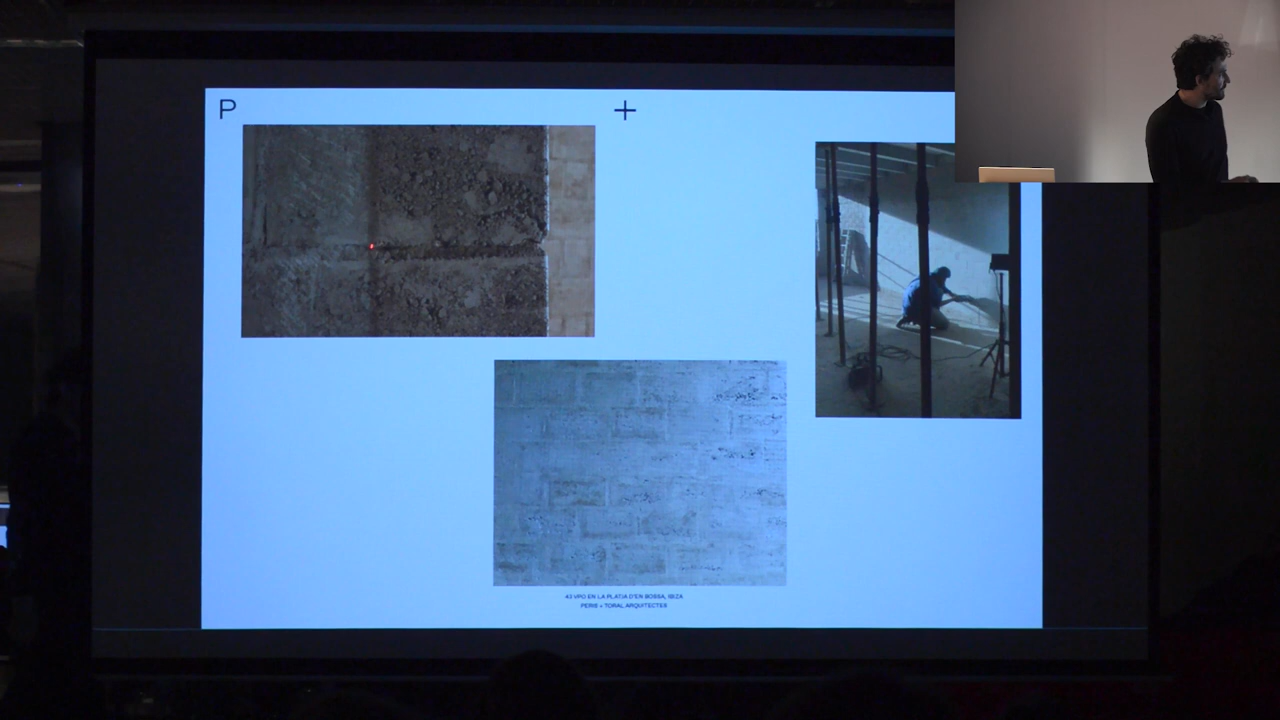 P +
43 VPO EN LA PLATJA D'EN BOSSA, IBIZA
PERIS + TORAL ARQUITECTES